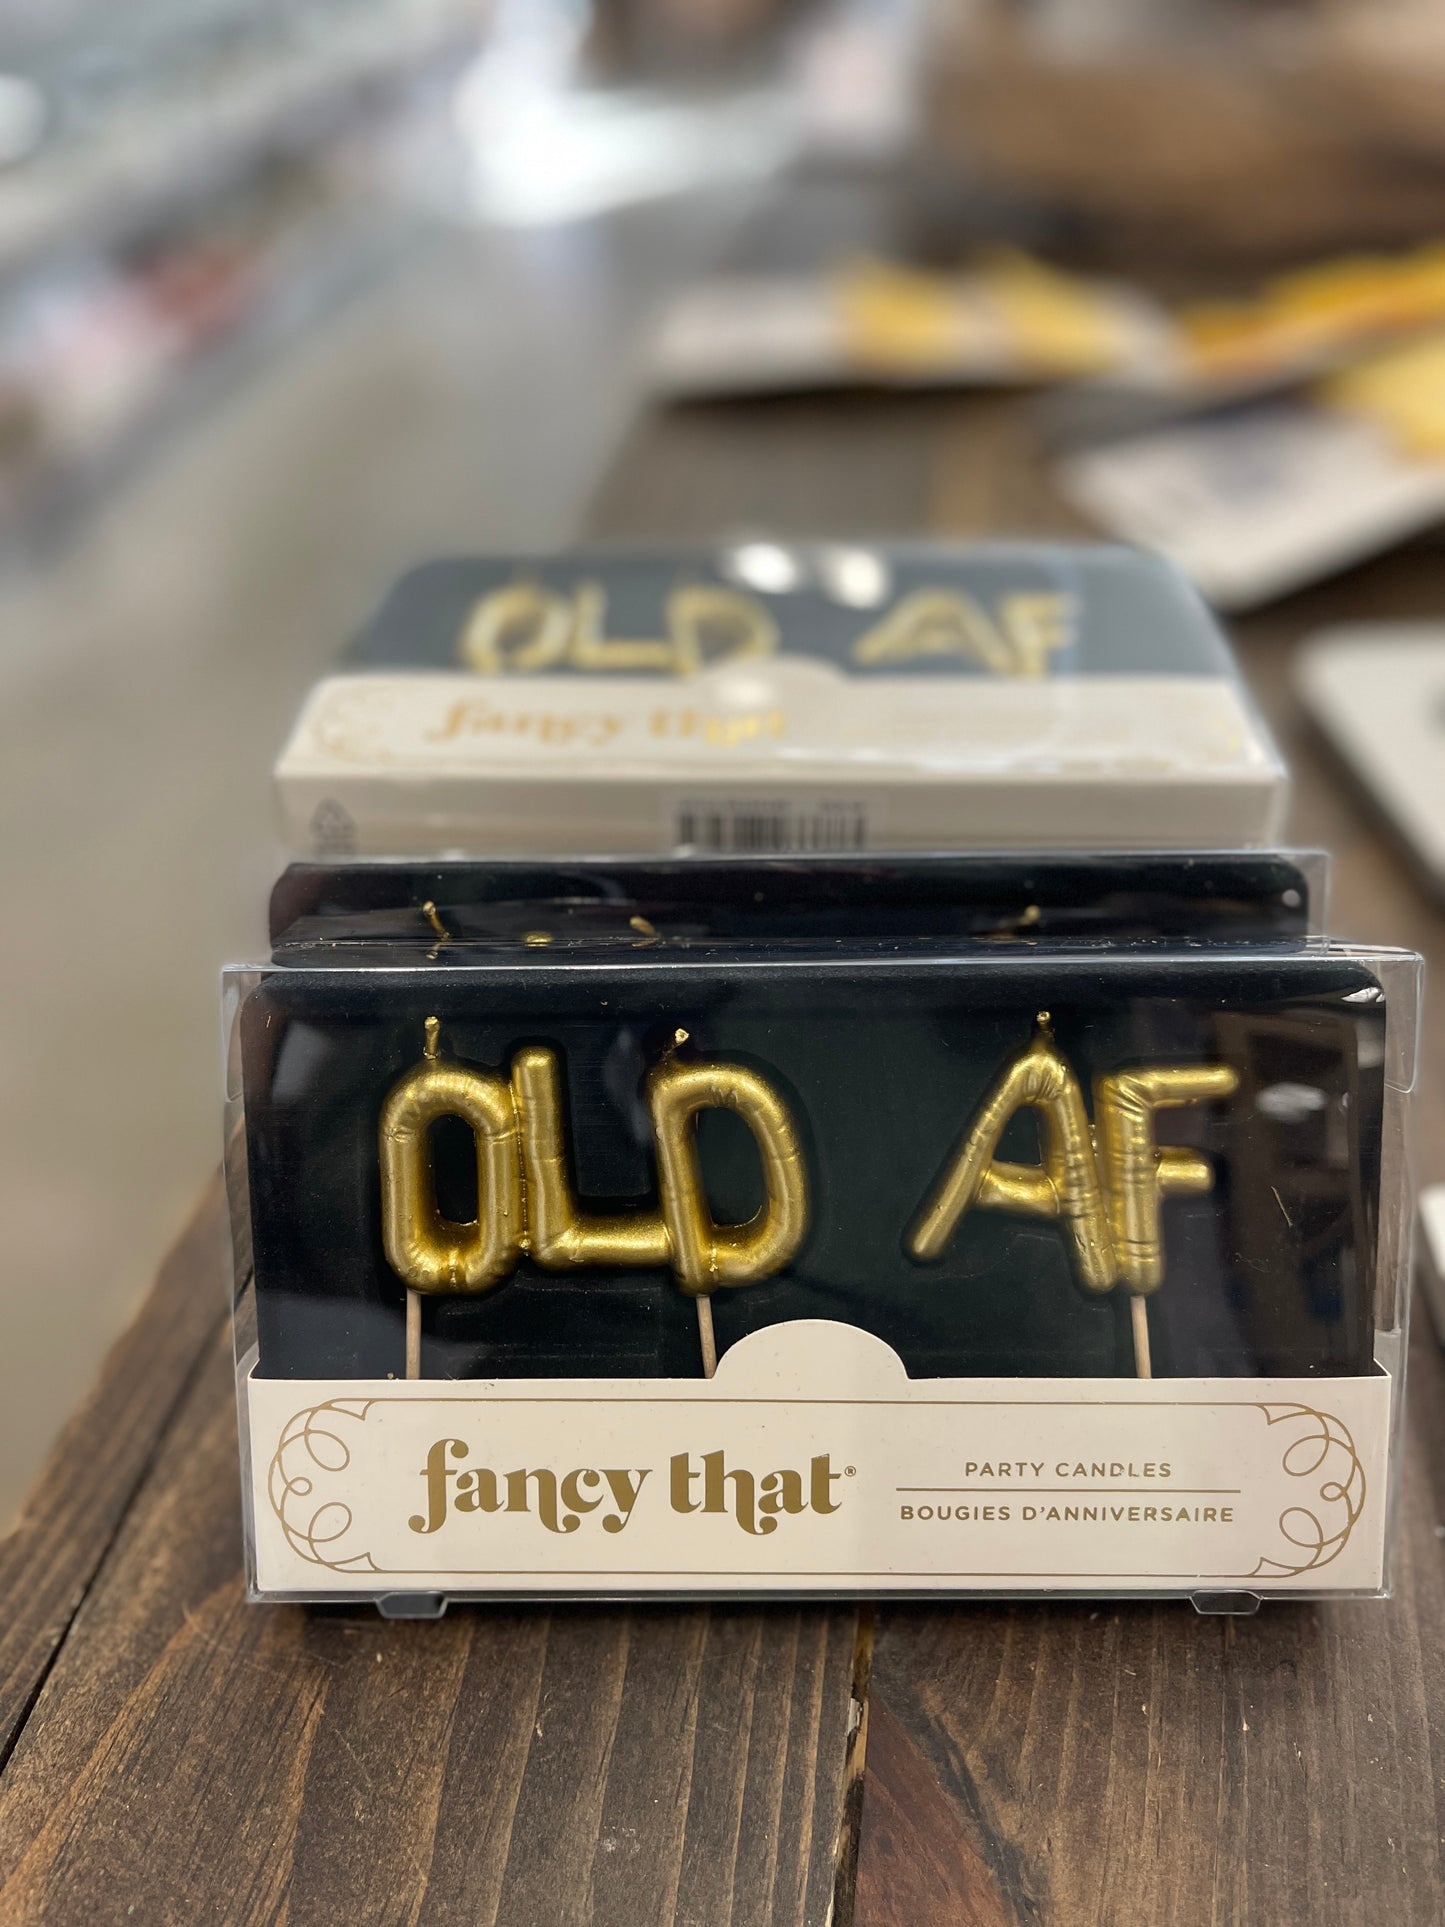 OLD AF
fancy that
OLD AF
fancy that®
PARTY CANDLES
BOUGIES D'ANNIVERSAIRE